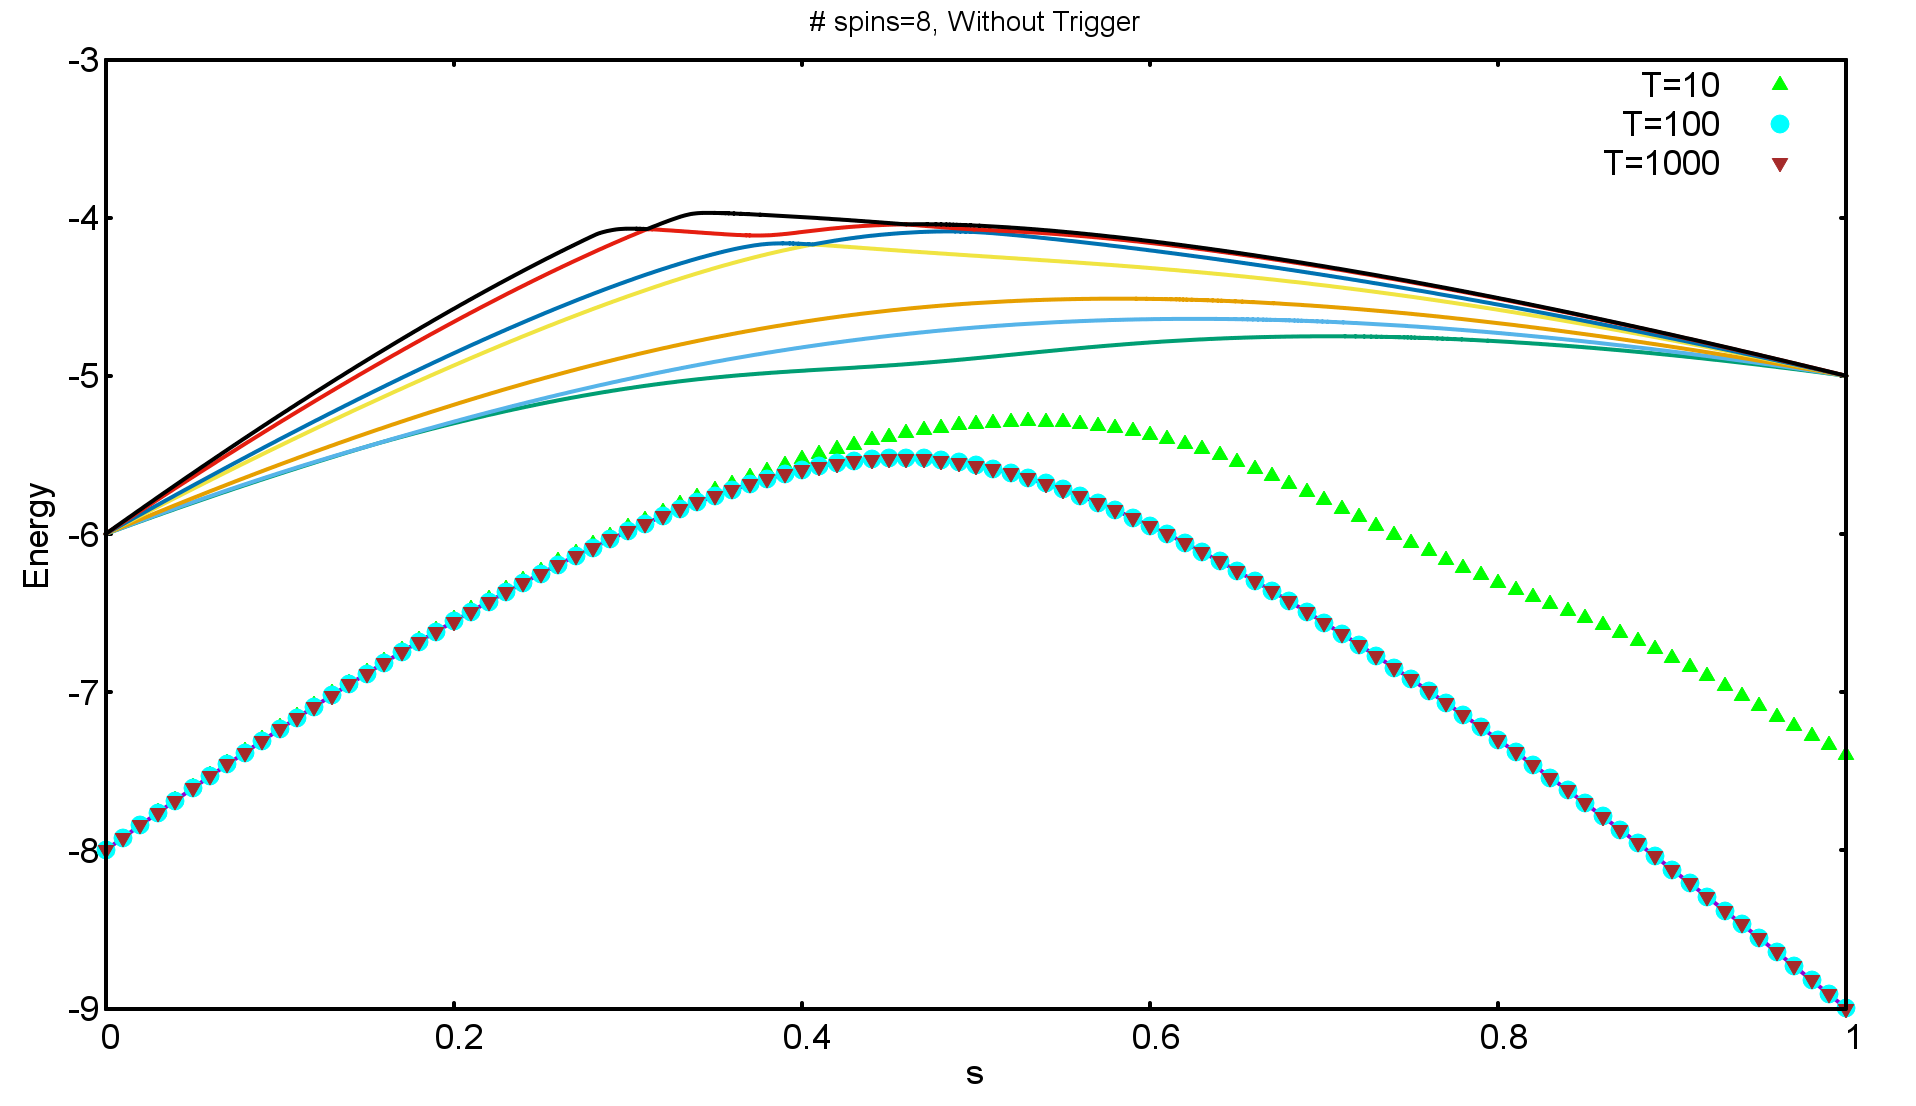 # spins=8, Without Trigger
T=10
T=100
T=1000
Energy
-3
-4
-5
-6
-7
-8
-9
0 0.2 0.4 0.6 0.8 1
s